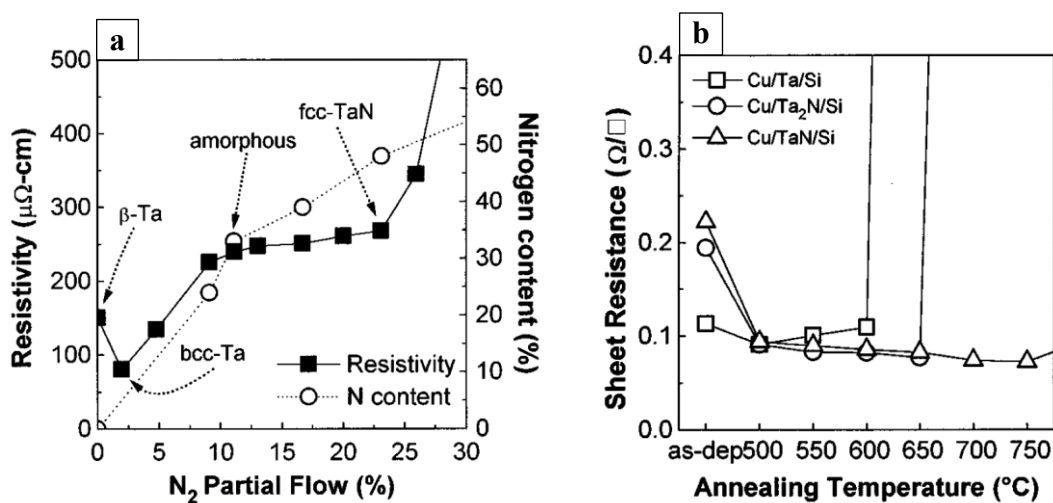 a
500
400
300
200
100
0
Resistivity (μΩ-cm)
β-Ta
amorphous
fcc-TaN
bcc-Ta
Resistivity
N content
60
50
40
30
20
10
0
Nitrogen content (%)
0 5 10 15 20 25 30
N₂ Partial Flow (%)
b
0.4
0.3
0.2
0.1
0.0
Sheet Resistance (Ω/□)
Cu/Ta/Si
Cu/Ta₂N/Si
Cu/TaN/Si
as-dep 500 550 600 650 700 750
Annealing Temperature (°C)